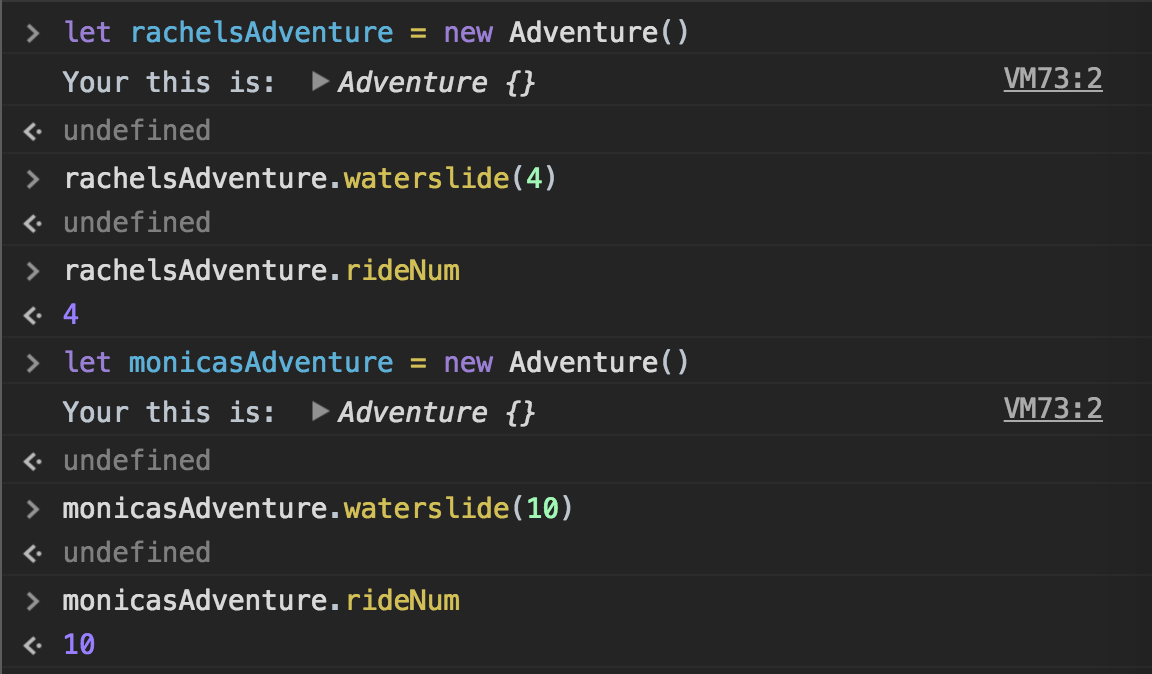 > let rachelsAdventure = new Adventure()
Your this is: ▶Adventure {} VM73:2
undefined
> rachelsAdventure.waterslide(4)
undefined
> rachelsAdventure.rideNum
4
> let monicasAdventure = new Adventure()
Your this is: ▶Adventure {} VM73:2
undefined
> monicasAdventure.waterslide(10)
undefined
> monicasAdventure.rideNum
10